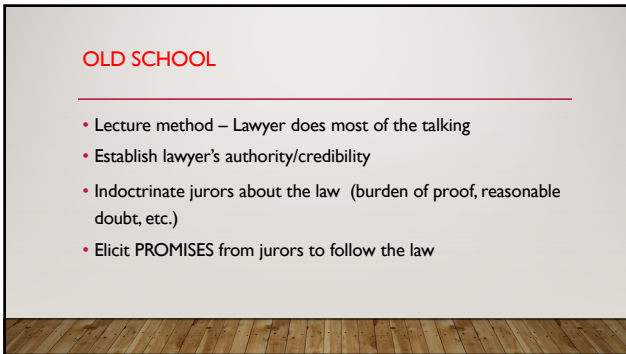 OLD SCHOOL
• Lecture method – Lawyer does most of the talking
• Establish lawyer's authority/credibility
• Indoctrinate jurors about the law (burden of proof, reasonable
doubt, etc.)
• Elicit PROMISES from jurors to follow the law